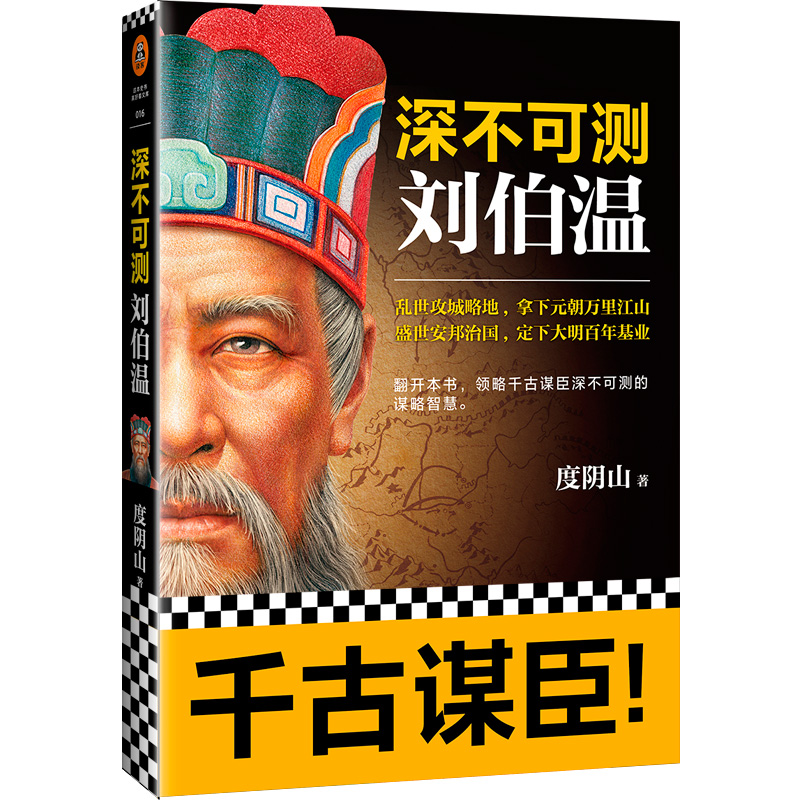 深不可测
刘伯温
乱世攻城略地，拿下元朝万里江山
盛世安邦治国，定下大明百年基业
翻开本书，领略千古谋臣深不可测的
谋略智慧。
度阴山 著
千古谋臣！
016
深不可测
刘伯温
度阴山 著